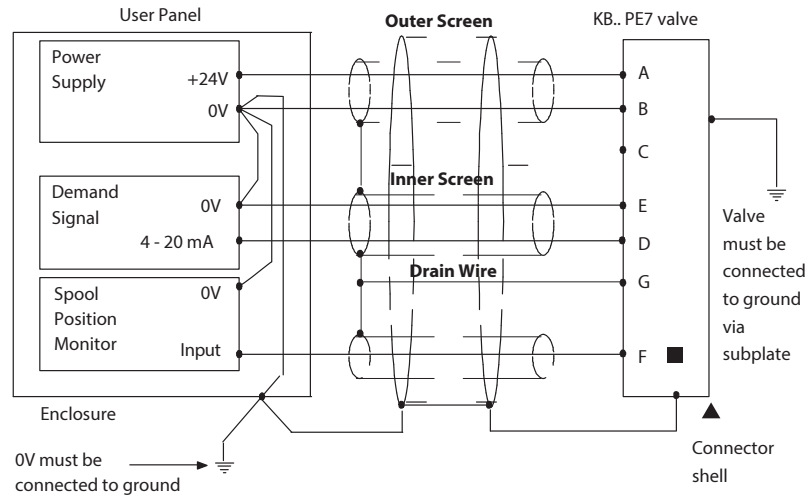 User Panel
Outer Screen
KB.. PE7 valve
Power
Supply
+24V
0V
A
B
C
Inner Screen
Demand
Signal
0V
4 - 20 mA
E
D
Drain Wire
G
Spool
Position
Monitor
0V
Input
F
Valve
must be
connected
to ground
via
subplate
Enclosure
0V must be
connected to ground
Connector
shell